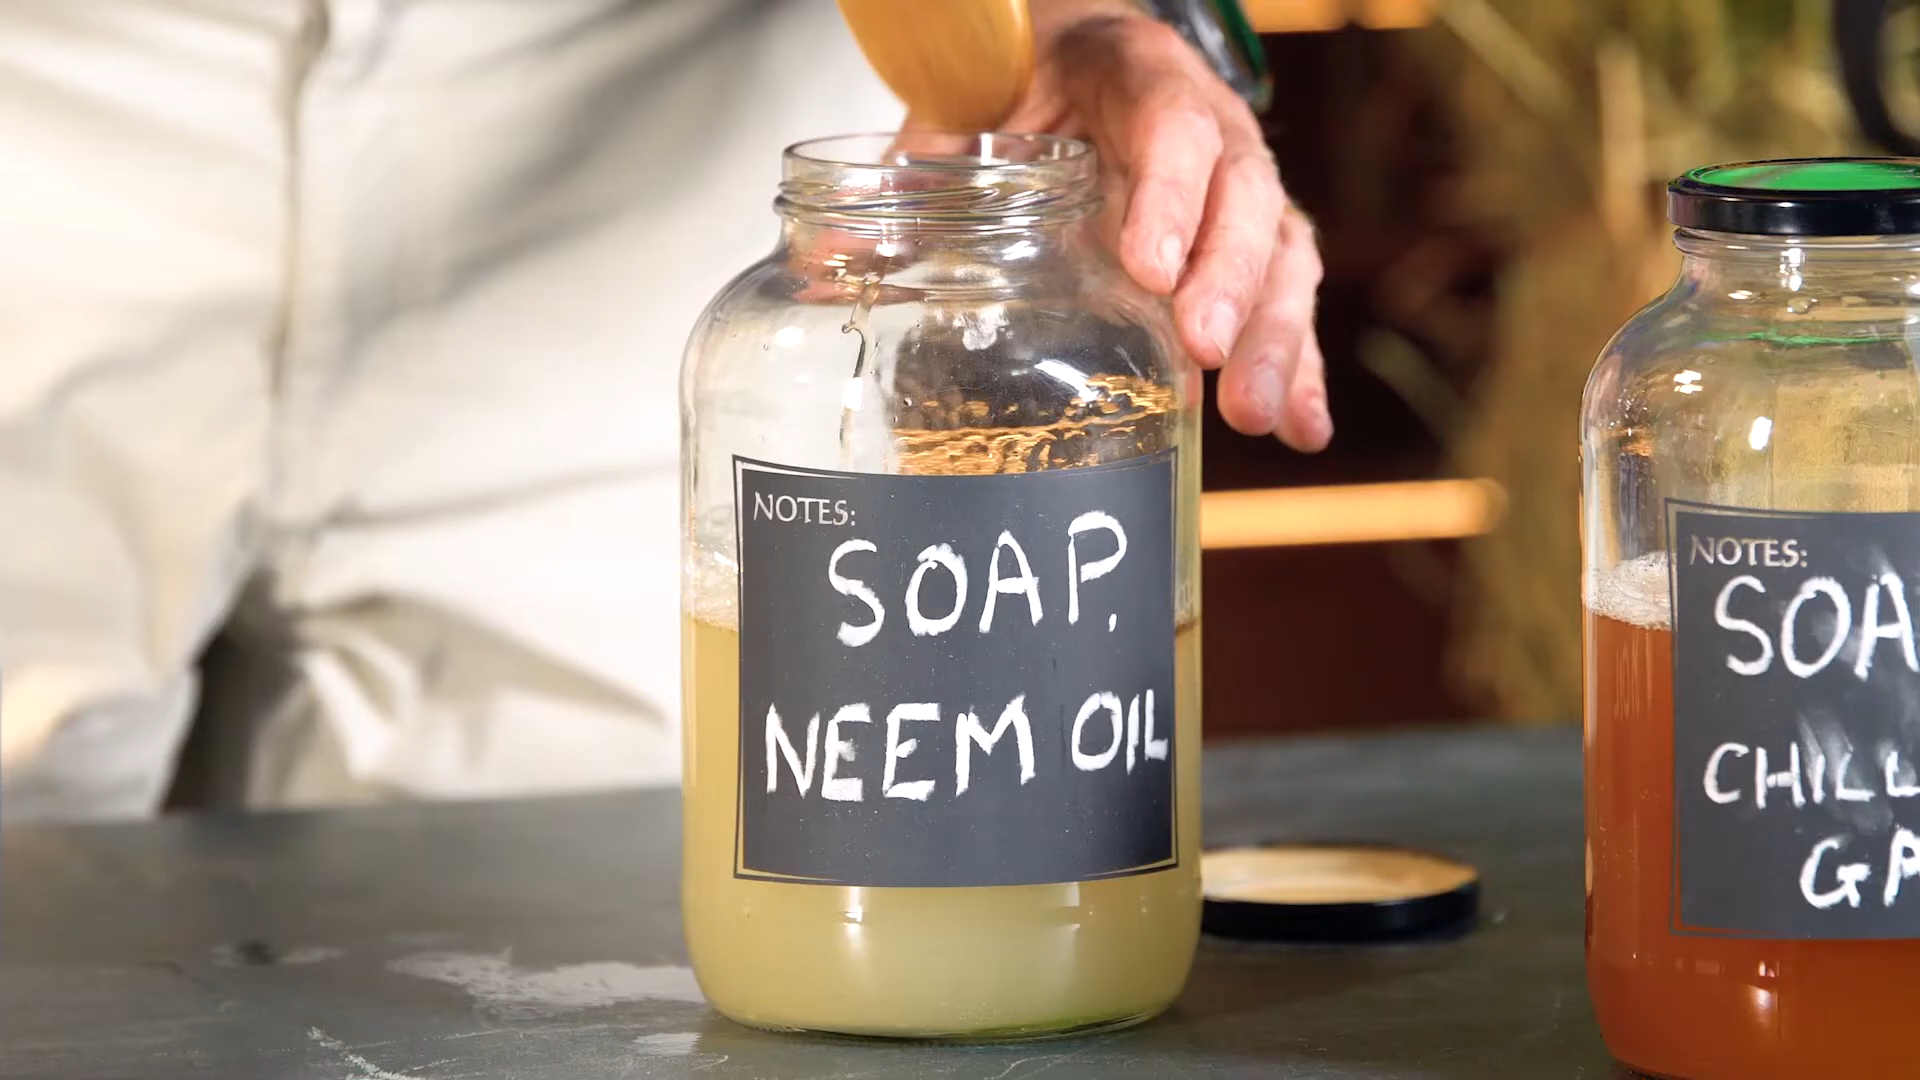 NOTES:
SOAP.
NEEM OIL
NOTES:
SOA
CHILL
GA